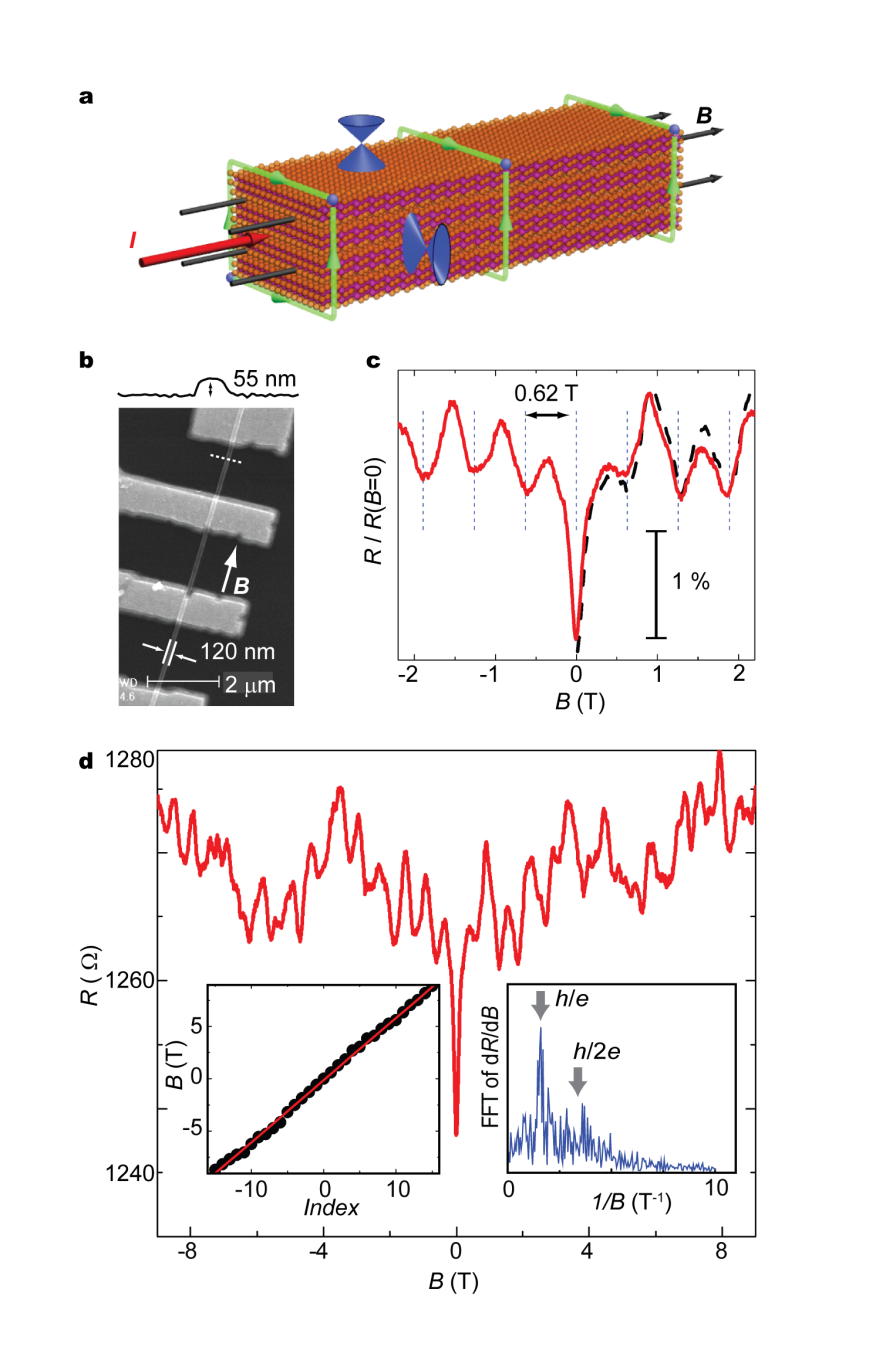 a
B
I
b
55 nm
B
120 nm
WD
4.6
2 μm
c
0.62 T
R / R(B=0)
1 %
-2 -1 0 1 2
B (T)
d
1280
1260
1240
R ( Ω)
-8 -4 0 4 8
B (T)
5
0
-5
B (T)
-10 0 10
Index
h/e
h/2e
FFT of dR/dB
0 10
1/B (T⁻¹)